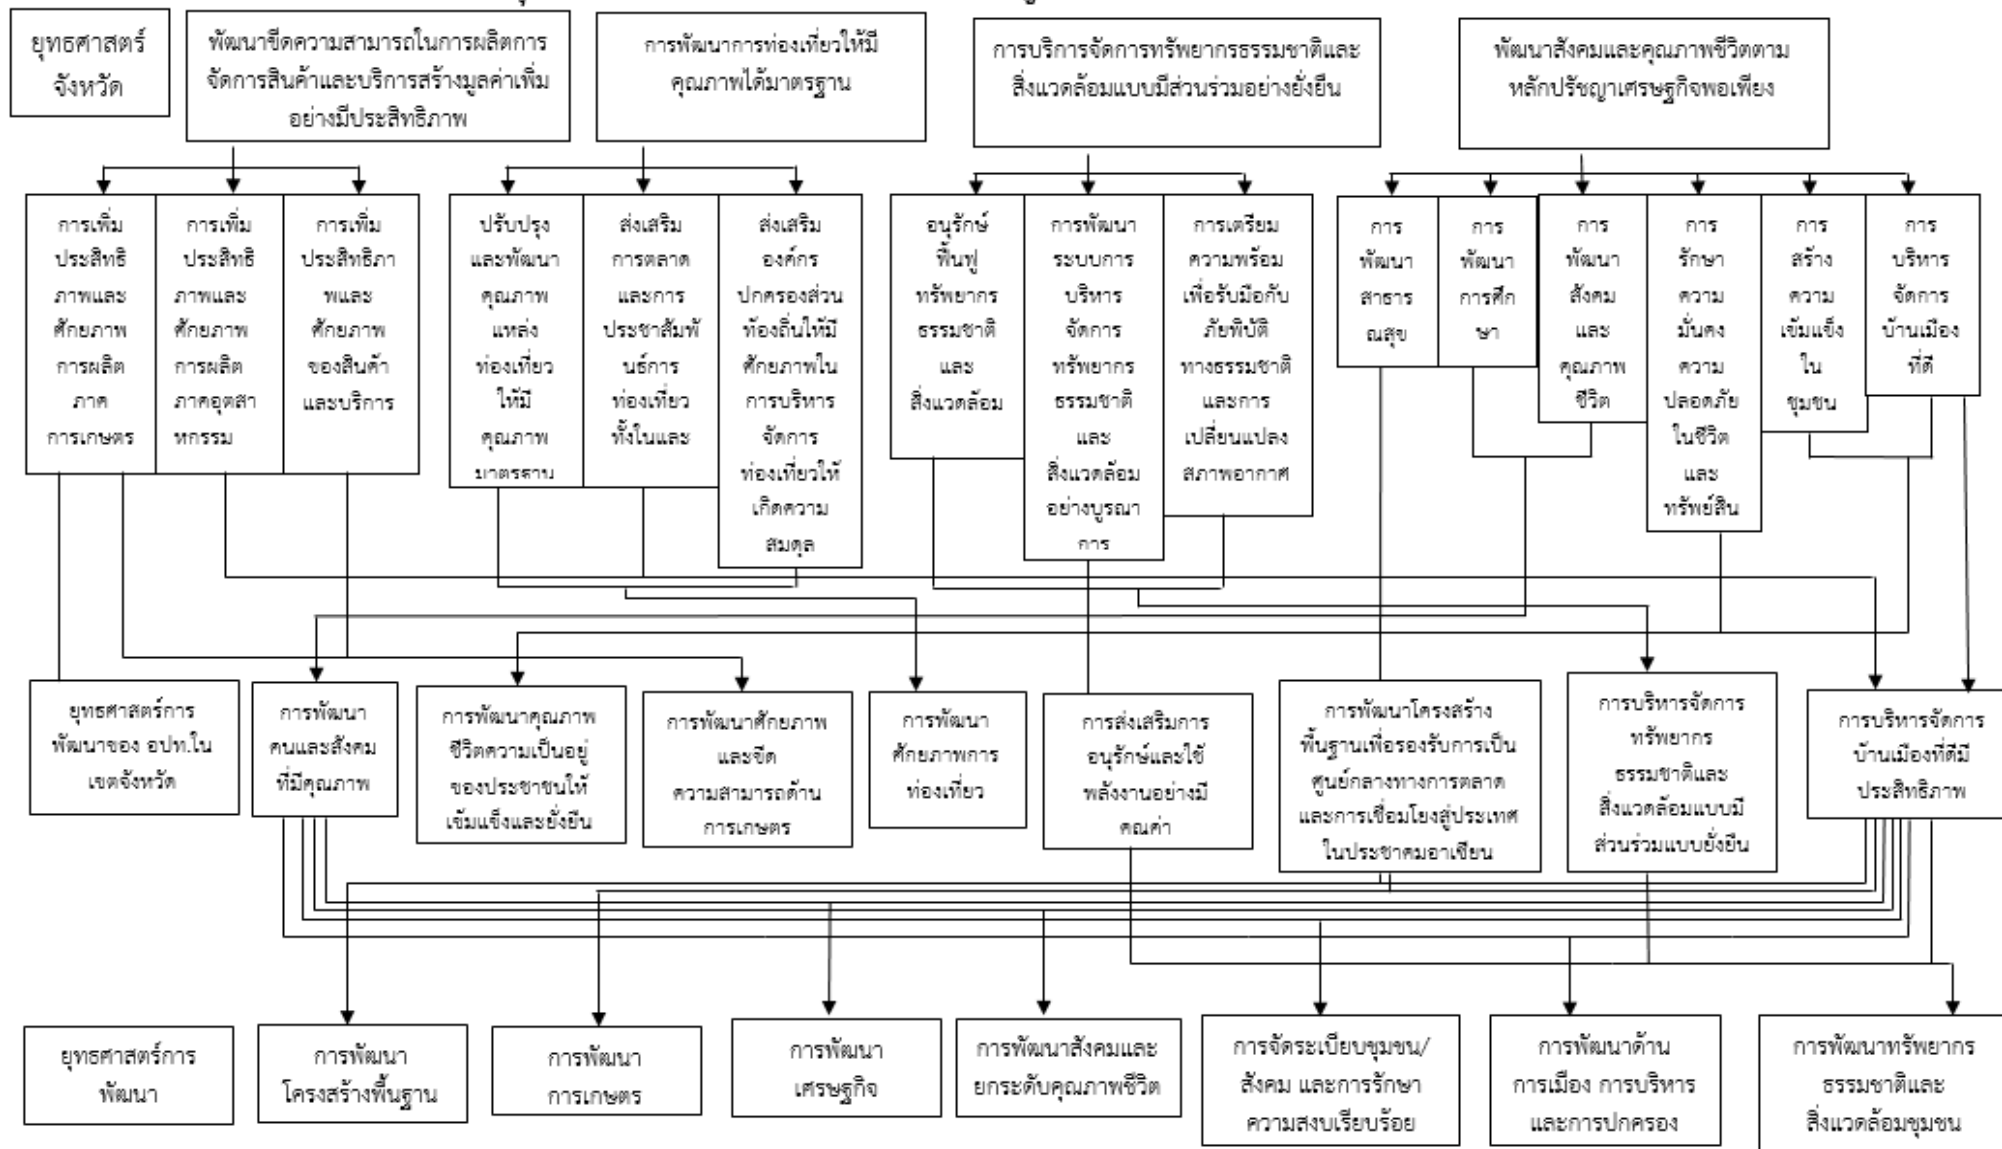 ยุทธศาสตร์
จังหวัด
พัฒนาขีดความสามารถในการผลิตการ
จัดการสินค้าและบริการสร้างมูลค่าเพิ่ม
อย่างมีประสิทธิภาพ
การพัฒนาการท่องเที่ยวให้มี
คุณภาพได้มาตรฐาน
การบริการจัดการทรัพยากรธรรมชาติและ
สิ่งแวดล้อมแบบมีส่วนร่วมอย่างยั่งยืน
พัฒนาสังคมและคุณภาพชีวิตตาม
หลักปรัชญาเศรษฐกิจพอเพียง
การเพิ่ม
ประสิทธิ
ภาพและ
ศักยภาพ
การผลิต
ภาค
การเกษตร
การเพิ่ม
ประสิทธิ
ภาพและ
ศักยภาพ
การผลิต
ภาคอุตสา
หกรรม
การเพิ่ม
ประสิทธิภา
พและ
ศักยภาพ
ของสินค้า
และบริการ
ปรับปรุง
และพัฒนา
คุณภาพ
แหล่ง
ท่องเที่ยว
ให้มี
คุณภาพ
มาตรฐาน
ส่งเสริม
การตลาด
และการ
ประชาสัมพั
นธ์การ
ท่องเที่ยว
ทั้งในและ
ส่งเสริม
องค์กร
ปกครองส่วน
ท้องถิ่นให้มี
ศักยภาพใน
การบริหาร
จัดการ
ท่องเที่ยวให้
เกิดความ
สมดุล
อนุรักษ์
ฟื้นฟู
ทรัพยากร
ธรรมชาติ
และ
สิ่งแวดล้อม
การพัฒนา
ระบบการ
บริหาร
จัดการ
ทรัพยากร
ธรรมชาติ
และ
สิ่งแวดล้อม
อย่างบูรณา
การ
การเตรียม
ความพร้อม
เพื่อรับมือกับ
ภัยพิบัติ
ทางธรรมชาติ
และการ
เปลี่ยนแปลง
สภาพอากาศ
การ
พัฒนา
สาธาร
ณสุข
การ
พัฒนา
การศึก
ษา
การ
พัฒนา
สังคม
และ
คุณภาพ
ชีวิต
การ
รักษา
ความ
มั่นคง
ความ
ปลอดภัย
ในชีวิต
และ
ทรัพย์สิน
การ
สร้าง
ความ
เข้มแข็ง
ใน
ชุมชน
การ
บริหาร
จัดการ
บ้านเมือง
ที่ดี
ยุทธศาสตร์การ
พัฒนาของ อปท.ใน
เขตจังหวัด
การพัฒนา
คนและสังคม
ที่มีคุณภาพ
การพัฒนาคุณภาพ
ชีวิตความเป็นอยู่
ของประชาชนให้
เข้มแข็งและยั่งยืน
การพัฒนาศักยภาพ
และขีด
ความสามารถด้าน
การเกษตร
การพัฒนา
ศักยภาพการ
ท่องเที่ยว
การส่งเสริมการ
อนุรักษ์และใช้
พลังงานอย่างมี
คุณค่า
การพัฒนาโครงสร้าง
พื้นฐานเพื่อรองรับการเป็น
ศูนย์กลางทางการตลาด
และการเชื่อมโยงสู่ประเทศ
ในประชาคมอาเซียน
การบริหารจัดการ
ทรัพยากร
ธรรมชาติและ
สิ่งแวดล้อมแบบมี
ส่วนร่วมแบบยั่งยืน
การบริหารจัดการ
บ้านเมืองที่ดีมี
ประสิทธิภาพ
ยุทธศาสตร์การ
พัฒนา
การพัฒนา
โครงสร้างพื้นฐาน
การพัฒนา
การเกษตร
การพัฒนา
เศรษฐกิจ
การพัฒนาสังคมและ
ยกระดับคุณภาพชีวิต
การจัดระเบียบชุมชน/
สังคม และการรักษา
ความสงบเรียบร้อย
การพัฒนาด้าน
การเมือง การบริหาร
และการปกครอง
การพัฒนาทรัพยากร
ธรรมชาติและ
สิ่งแวดล้อมชุมชน